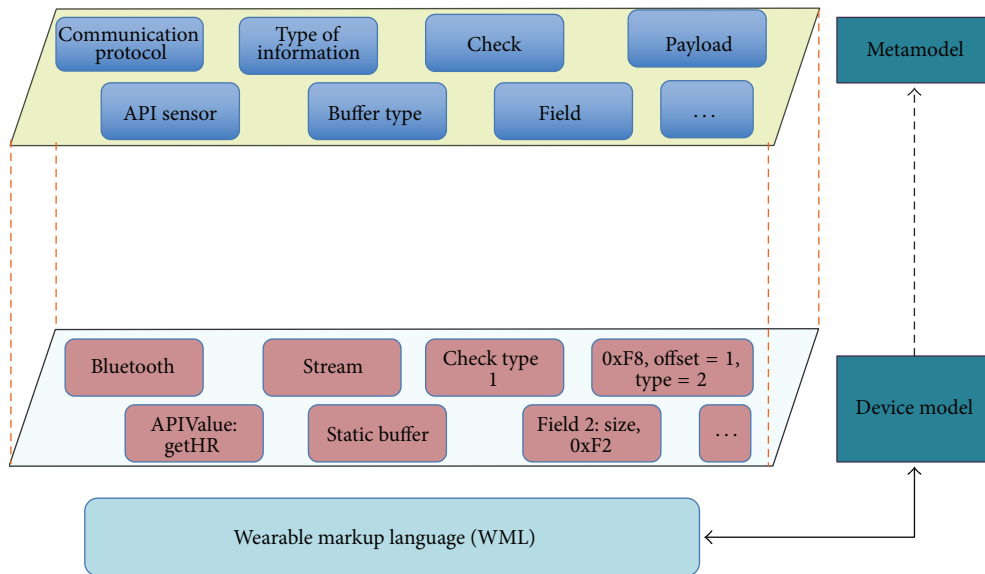 Communication
protocol
Type of
information
Check
Payload
Metamodel
API sensor
Buffer type
Field
...
Bluetooth
Stream
Check type
1
0xF8, offset = 1,
type = 2
Device model
APIValue:
getHR
Static buffer
Field 2: size,
0xF2
...
Wearable markup language (WML)